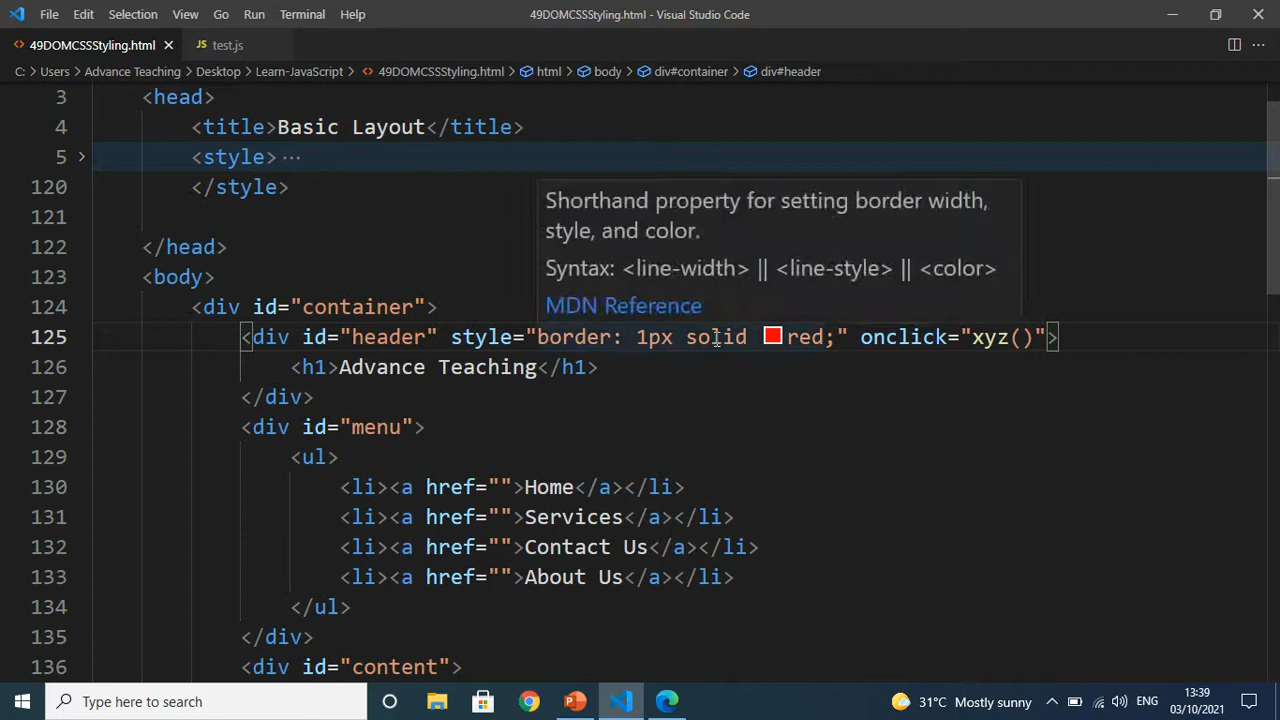 File Edit Selection View Go Run Terminal Help 49DOMCSSStyling.html - Visual Studio Code
49DOMCSSStyling.html test.js
C: > Users > Advance Teaching > Desktop > Learn-JavaScript > 49DOMCSSStyling.html > html > body > div#container > div#header
3 <head>
4 <title>Basic Layout</title>
5 <style>···
120 </style>
121
122 </head>
123 <body>
124 <div id="container">
125 <div id="header" style="border: 1px solid red;" onclick="xyz()">
126 <h1>Advance Teaching</h1>
127 </div>
128 <div id="menu">
129 <ul>
130 <li><a href="">Home</a></li>
131 <li><a href="">Services</a></li>
132 <li><a href="">Contact Us</a></li>
133 <li><a href="">About Us</a></li>
134 </ul>
135 </div>
136 <div id="content">
Shorthand property for setting border width,
style, and color.
Syntax: <line-width> || <line-style> || <color>
MDN Reference
Type here to search
31°C Mostly sunny ENG 13:39
03/10/2021